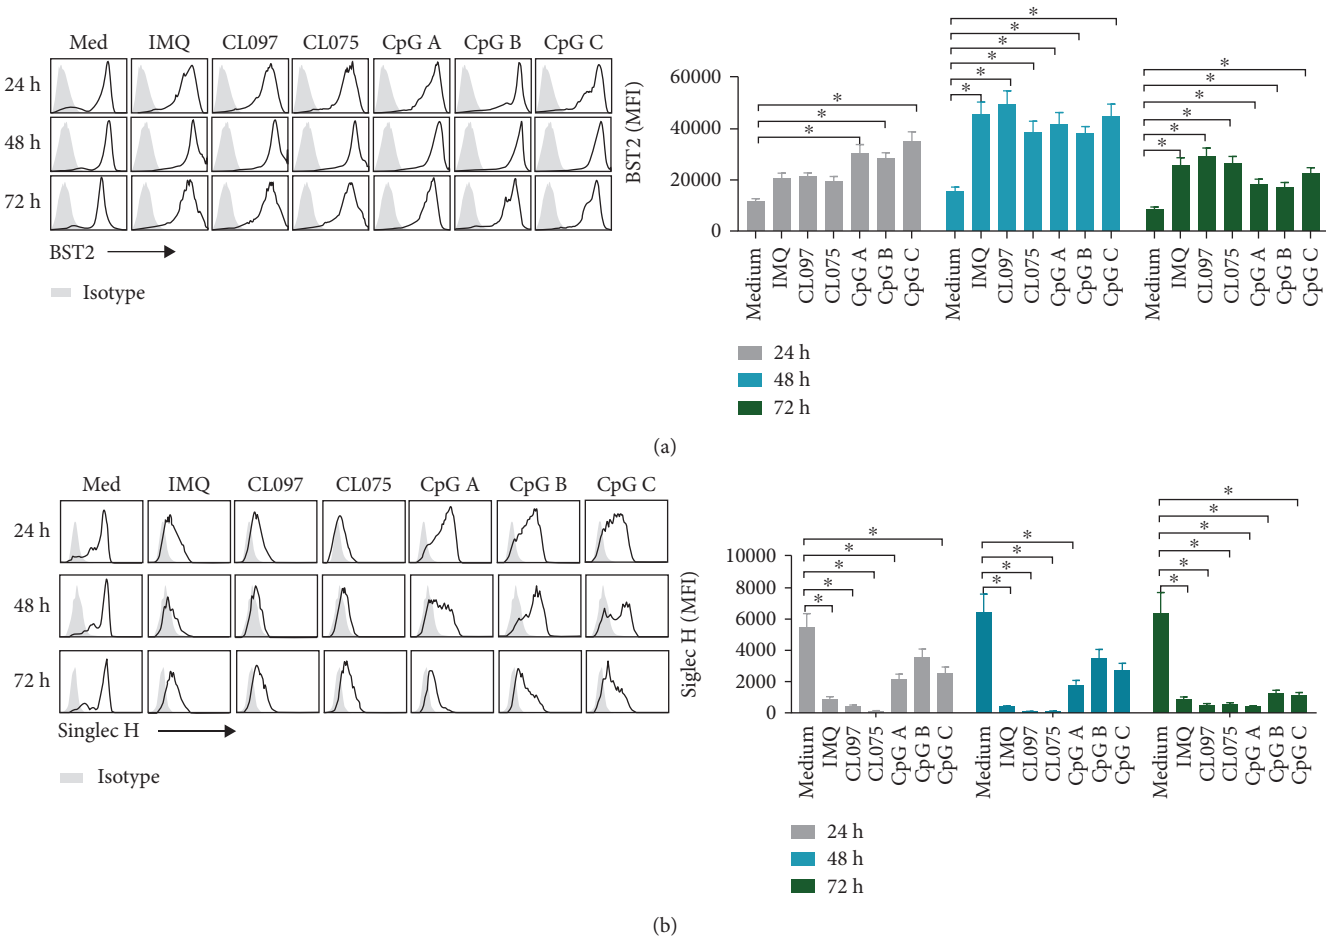 Med IMQ CL097 CL075 CpG A CpG B CpG C
24 h
48 h
72 h
BST2
Isotype
BST2 (MFI)
60000
40000
20000
0
* * *
* * * * * *
* * * * * *
Medium IMQ CL097 CL075 CpG A CpG B CpG C
Medium IMQ CL097 CL075 CpG A CpG B CpG C
Medium IMQ CL097 CL075 CpG A CpG B CpG C
24 h
48 h
72 h
(a)
Med IMQ CL097 CL075 CpG A CpG B CpG C
24 h
48 h
72 h
Singlec H
Isotype
Siglec H (MFI)
10000
8000
6000
4000
2000
0
* * * * *
* * * *
* * * * * *
Medium IMQ CL097 CL075 CpG A CpG B CpG C
Medium IMQ CL097 CL075 CpG A CpG B CpG C
Medium IMQ CL097 CL075 CpG A CpG B CpG C
24 h
48 h
72 h
(b)